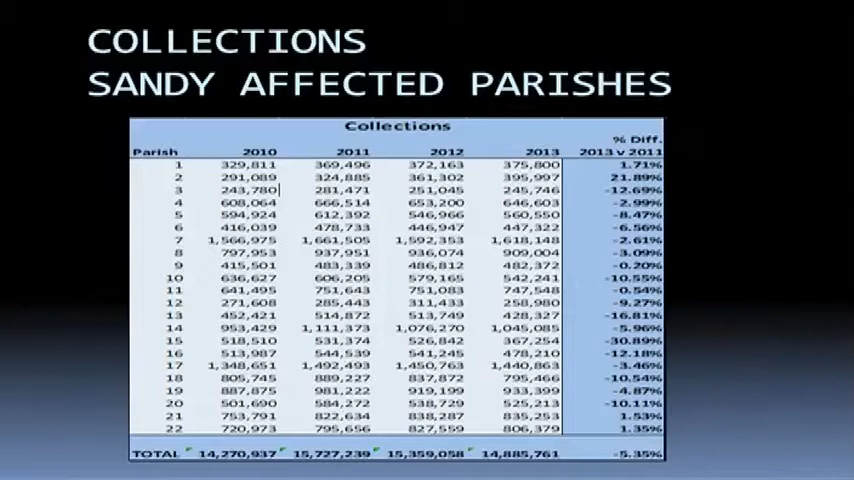 COLLECTIONS
SANDY AFFECTED PARISHES
Collections
% Diff.
Parish 2010 2011 2012 2013 2013 v 2011
1 329,811 369,496 372,163 375,800 1.71%
2 291,089 324,885 361,302 395,997 21.89%
3 243,780 281,471 251,045 245,746 -12.69%
4 608,064 666,514 653,200 646,603 -2.99%
5 594,924 612,392 546,966 560,550 -8.47%
6 416,039 478,733 446,947 447,322 -6.56%
7 1,566,975 1,661,505 1,592,353 1,618,148 -2.61%
8 797,953 937,951 936,074 909,004 -3.09%
9 415,501 483,339 486,812 482,372 -0.20%
10 636,627 606,205 579,165 542,241 -10.55%
11 641,495 751,643 751,083 747,548 -0.54%
12 271,608 285,443 311,433 258,980 -9.27%
13 452,421 514,872 513,749 428,327 -16.81%
14 953,429 1,111,373 1,076,270 1,045,085 -5.96%
15 518,510 531,374 526,842 367,254 -30.89%
16 513,987 544,539 541,245 478,210 -12.18%
17 1,348,651 1,492,493 1,450,763 1,440,863 -3.46%
18 805,745 889,227 837,872 795,466 -10.54%
19 887,875 981,222 919,199 933,399 -4.87%
20 501,690 584,272 538,729 525,213 -10.11%
21 753,791 822,634 838,287 835,253 1.53%
22 720,973 795,656 827,559 806,379 1.35%
TOTAL 14,270,937 15,727,239 15,359,058 14,885,761 -5.35%